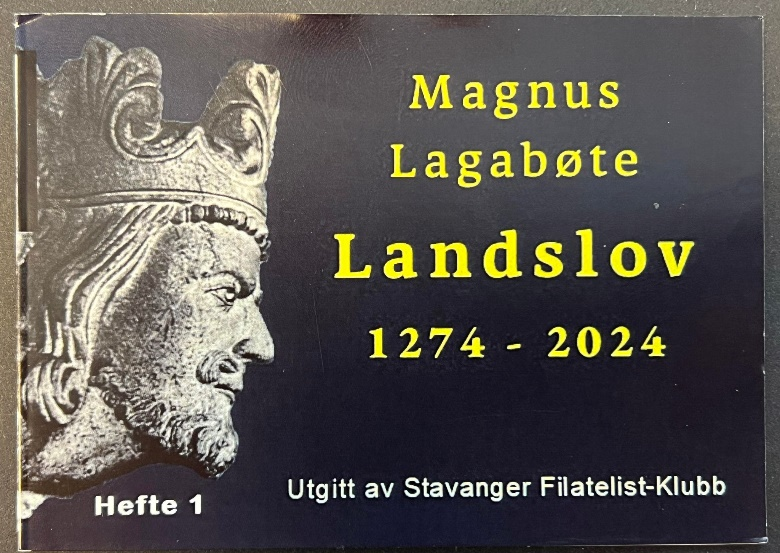 Magnus
Lagabøte
Landslov
1274 - 2024
Utgitt av Stavanger Filatelist-Klubb
Hefte 1